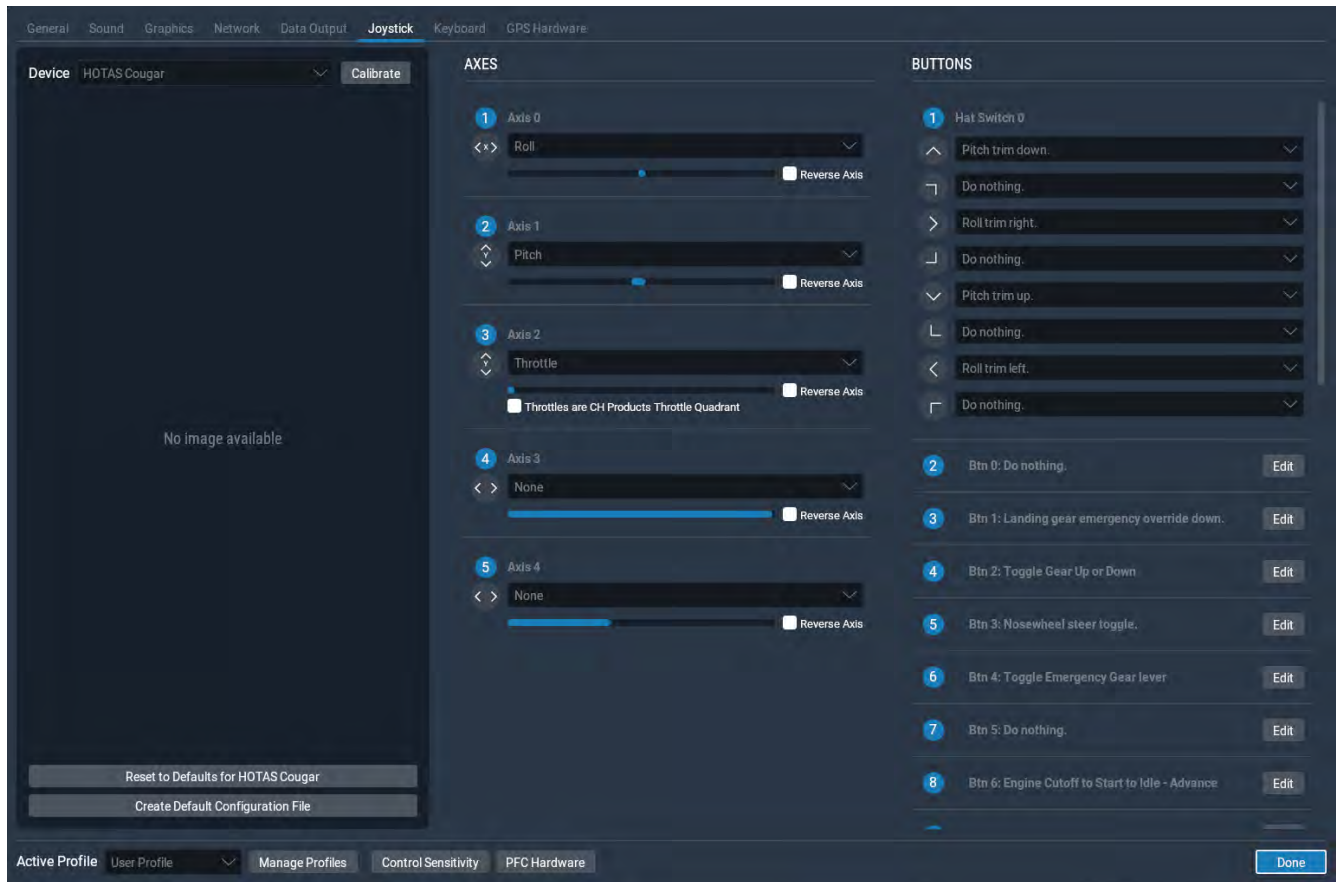 General Sound Graphics Network Data Output Joystick Keyboard GPS Hardware
Device HOTAS Cougar Calibrate
No image available
Reset to Defaults for HOTAS Cougar
Create Default Configuration File
AXES
1 Axis 0
X Roll
Reverse Axis
2 Axis 1
Y Pitch
Reverse Axis
3 Axis 2
Y Throttle
Reverse Axis
Throttles are CH Products Throttle Quadrant
4 Axis 3
None
Reverse Axis
5 Axis 4
None
Reverse Axis
BUTTONS
1 Hat Switch 0
Pitch trim down.
Do nothing.
Roll trim right.
Do nothing.
Pitch trim up.
Do nothing.
Roll trim left.
Do nothing.
2 Btn 0: Do nothing. Edit
3 Btn 1: Landing gear emergency override down. Edit
4 Btn 2: Toggle Gear Up or Down Edit
5 Btn 3: Nosewheel steer toggle. Edit
6 Btn 4: Toggle Emergency Gear lever Edit
7 Btn 5: Do nothing. Edit
8 Btn 6: Engine Cutoff to Start to Idle - Advance Edit
Active Profile User Profile Manage Profiles Control Sensitivity PFC Hardware Done